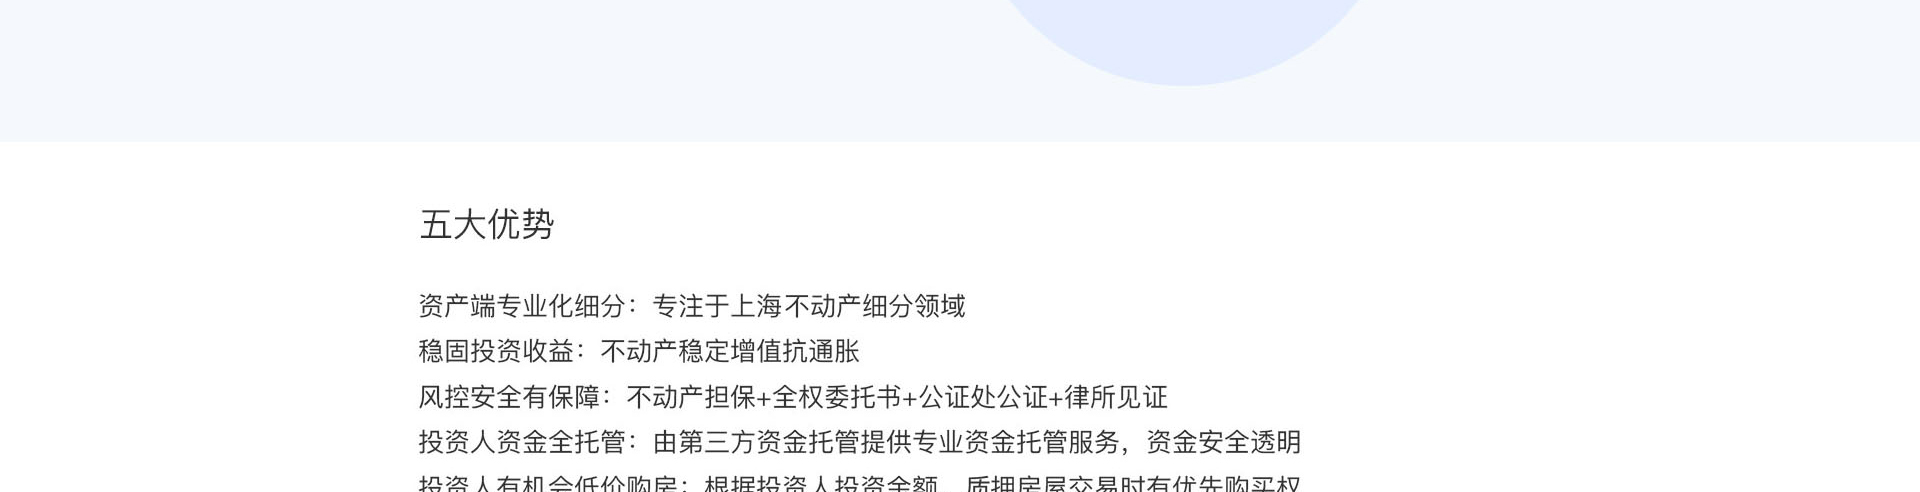 五大优势
资产端专业化细分：专注于上海不动产细分领域
稳固投资收益：不动产稳定增值抗通胀
风控安全有保障：不动产担保+全权委托书+公证处公证+律所见证
投资人资金全托管：由第三方资金托管提供专业资金托管服务，资金安全透明
投资人有机会低价购房：根据投资人投资金额，质押房屋交易时有优先购买权